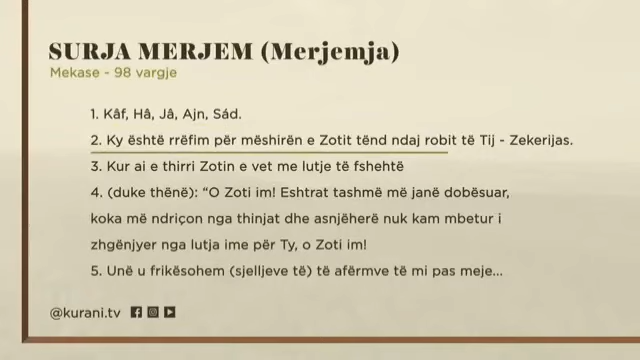 SURJA MERJEM (Merjemja)
Mekase - 98 vargje
1. Kâf, Hâ, Jâ, Ajn, Sád.
2. Ky është rrëfim për mëshirën e Zotit tënd ndaj robit të Tij - Zekerijas.
3. Kur ai e thirri Zotin e vet me lutje të fshehtë
4. (duke thënë): “O Zoti im! Eshtrat tashmë më janë dobësuar,
koka më ndriçon nga thinjat dhe asnjëherë nuk kam mbetur i
zhgënjyer nga lutja ime për Ty, o Zoti im!
5. Unë u frikësohem (sjelljeve të) të afërmve të mi pas meje...
@kurani.tv